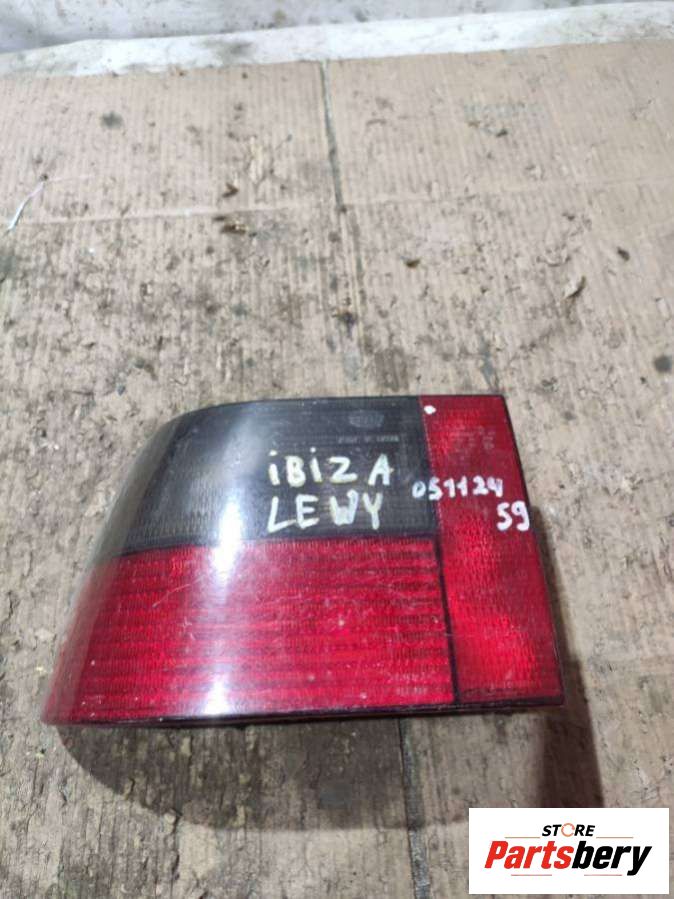 iBIZA
LEWY
051124
59
STORE
Partsbery